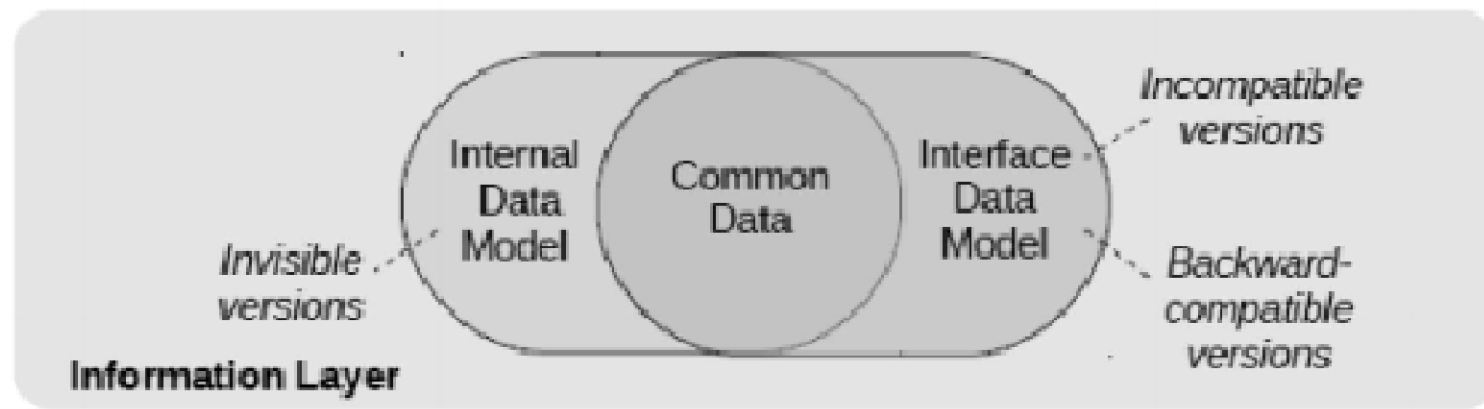 Internal
Data
Model
Common
Data
Interface
Data
Model
Incompatible
versions
Invisible
versions
Backward-
compatible
versions
Information Layer